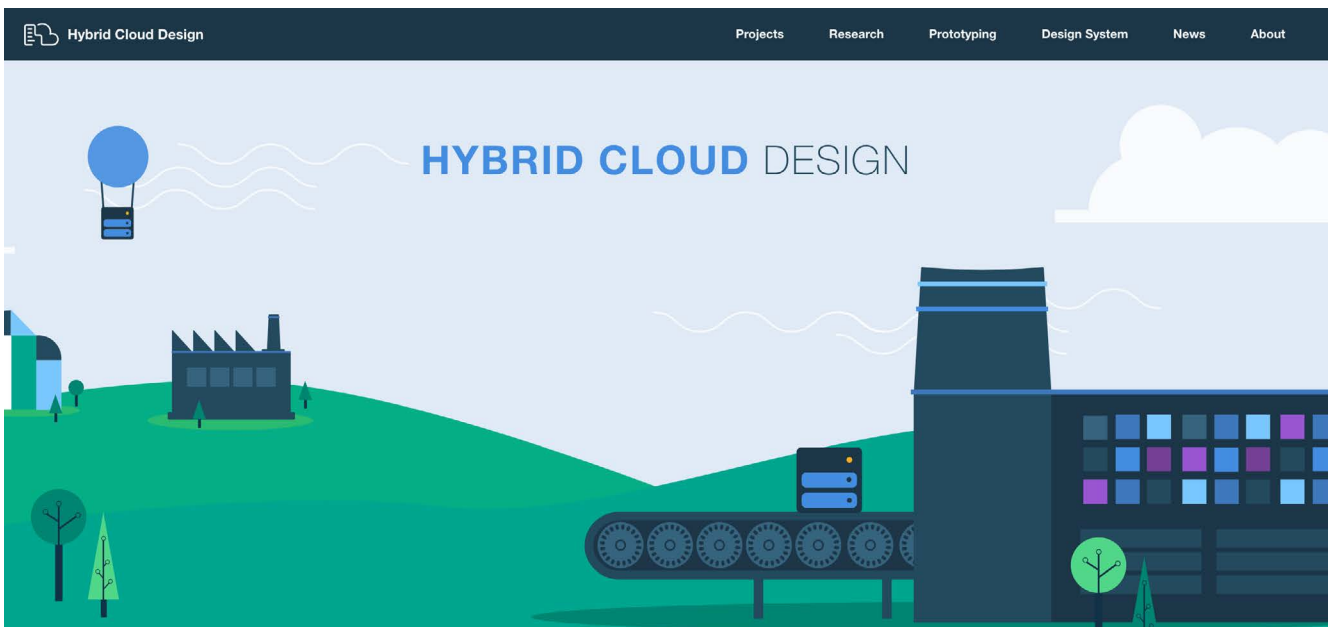 Hybrid Cloud Design Projects Research Prototyping Design System News About
HYBRID CLOUD DESIGN